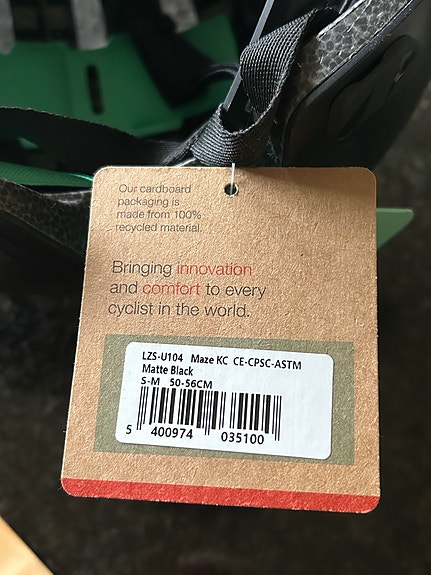 Our cardboard
packaging is
made from 100%
recycled material.
Bringing innovation
and comfort to every
cyclist in the world.
LZS-U104 Maze KC CE-CPSC-ASTM
Matte Black
S-M 50-56CM
5 400974 035100